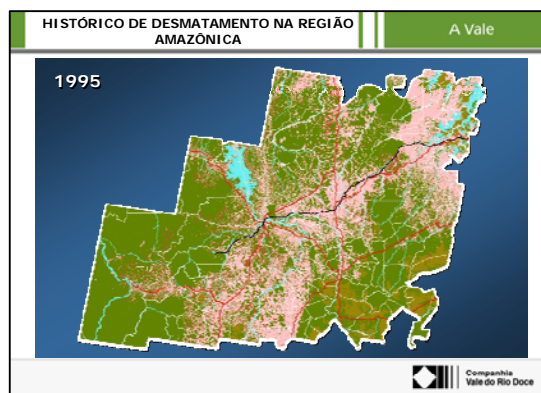 HISTÓRICO DE DESMATAMENTO NA REGIÃO
AMAZÔNICA
A Vale
1995
Companhia
Vale do Rio Doce